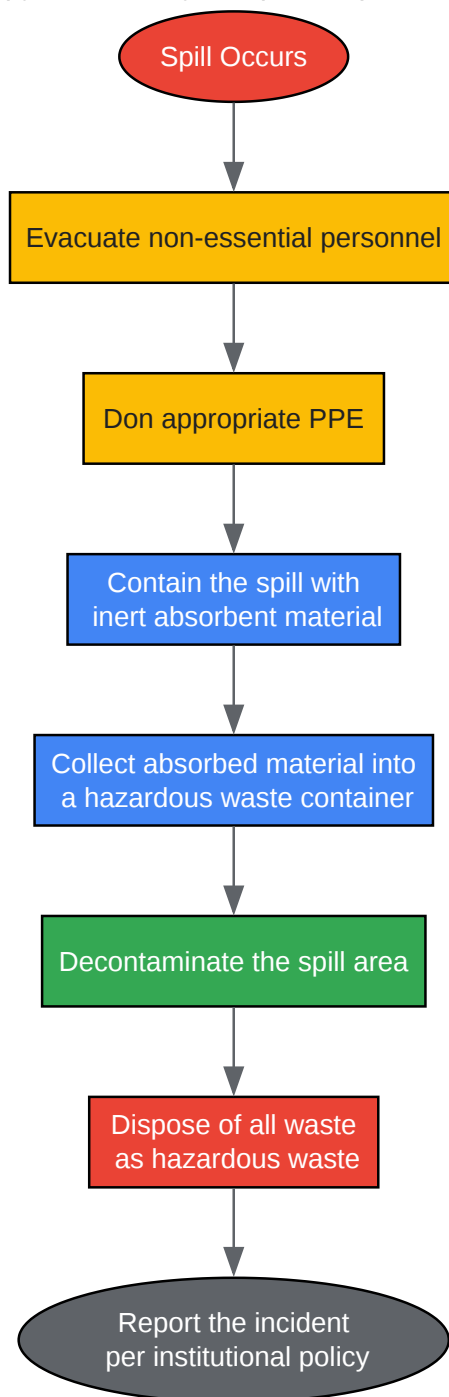 Spill Occurs
Evacuate non-essential personnel
Don appropriate PPE
Contain the spill with
inert absorbent material
Collect absorbed material into
a hazardous waste container
Decontaminate the spill area
Dispose of all waste
as hazardous waste
Report the incident
per institutional policy